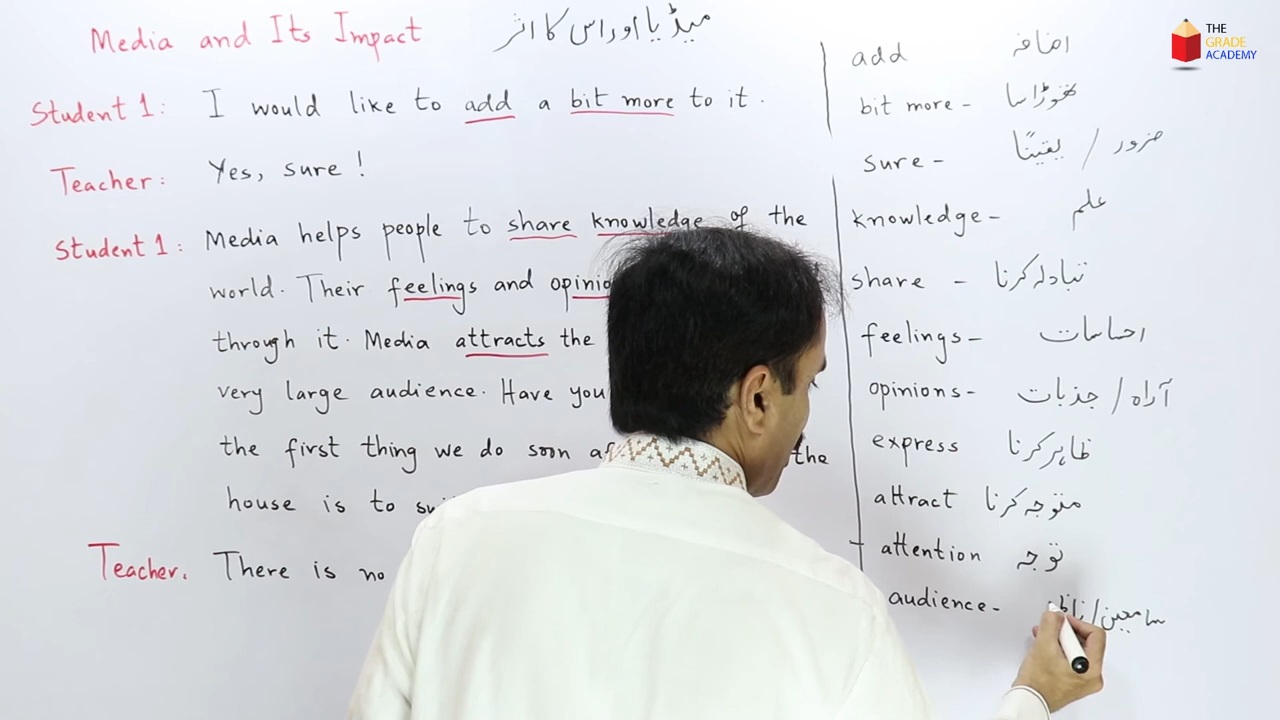 Media and Its Impact میڈیا اور اس کا اثر
Student 1: I would like to add a bit more to it.
Teacher: Yes, sure!
Student 1: Media helps people to share knowledge of the
world. Their feelings and
through it. Media attracts the
very large audience. Have you
the first thing we do soon the
house is to
Teacher. There is no
add اضافہ
bit more - تھوڑا سا
sure - ضرور / یقیناً
knowledge - علم
share - تبادلہ کرنا
feelings - احساسات
opinions - آراہ / جذبات
express ظاہر کرنا
attract متوجہ کرنا
attention توجہ
audience - سامعین /
THE
GRADE
ACADEMY